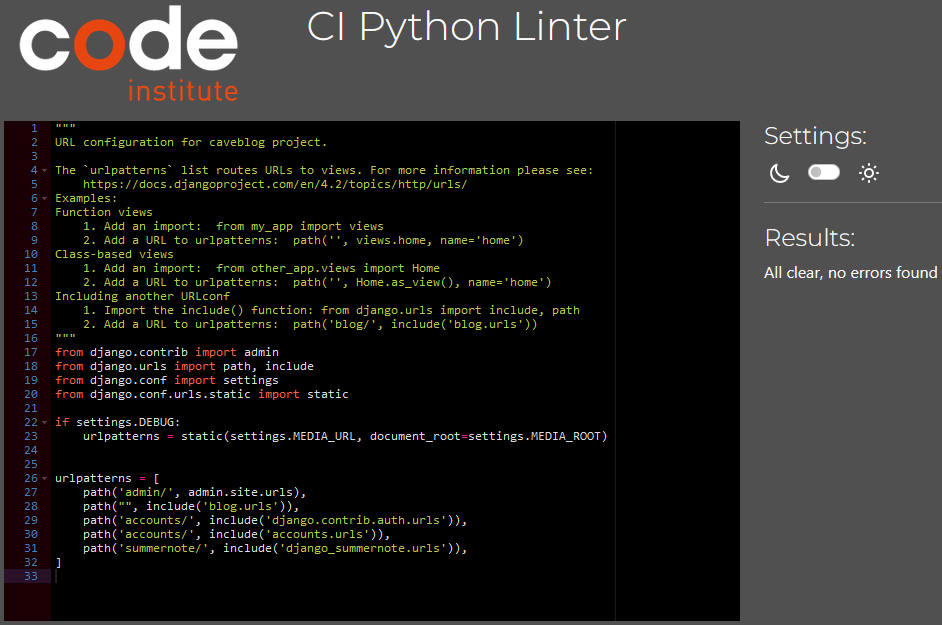 code
institute
CI Python Linter
1 """
2 URL configuration for caveblog project.
3
4 The `urlpatterns` list routes URLs to views. For more information please see:
5     https://docs.djangoproject.com/en/4.2/topics/http/urls/
6 Examples:
7 Function views
8     1. Add an import:  from my_app import views
9     2. Add a URL to urlpatterns:  path('', views.home, name='home')
10 Class-based views
11     1. Add an import:  from other_app.views import Home
12     2. Add a URL to urlpatterns:  path('', Home.as_view(), name='home')
13 Including another URLconf
14     1. Import the include() function: from django.urls import include, path
15     2. Add a URL to urlpatterns:  path('blog/', include('blog.urls'))
16 """
17 from django.contrib import admin
18 from django.urls import path, include
19 from django.conf import settings
20 from django.conf.urls.static import static
21
22 if settings.DEBUG:
23     urlpatterns = static(settings.MEDIA_URL, document_root=settings.MEDIA_ROOT)
24
25
26 urlpatterns = [
27     path('admin/', admin.site.urls),
28     path("", include('blog.urls')),
29     path('accounts/', include('django.contrib.auth.urls')),
30     path('accounts/', include('accounts.urls')),
31     path('summernote/', include('django_summernote.urls')),
32 ]
33
Settings:
Results:
All clear, no errors found